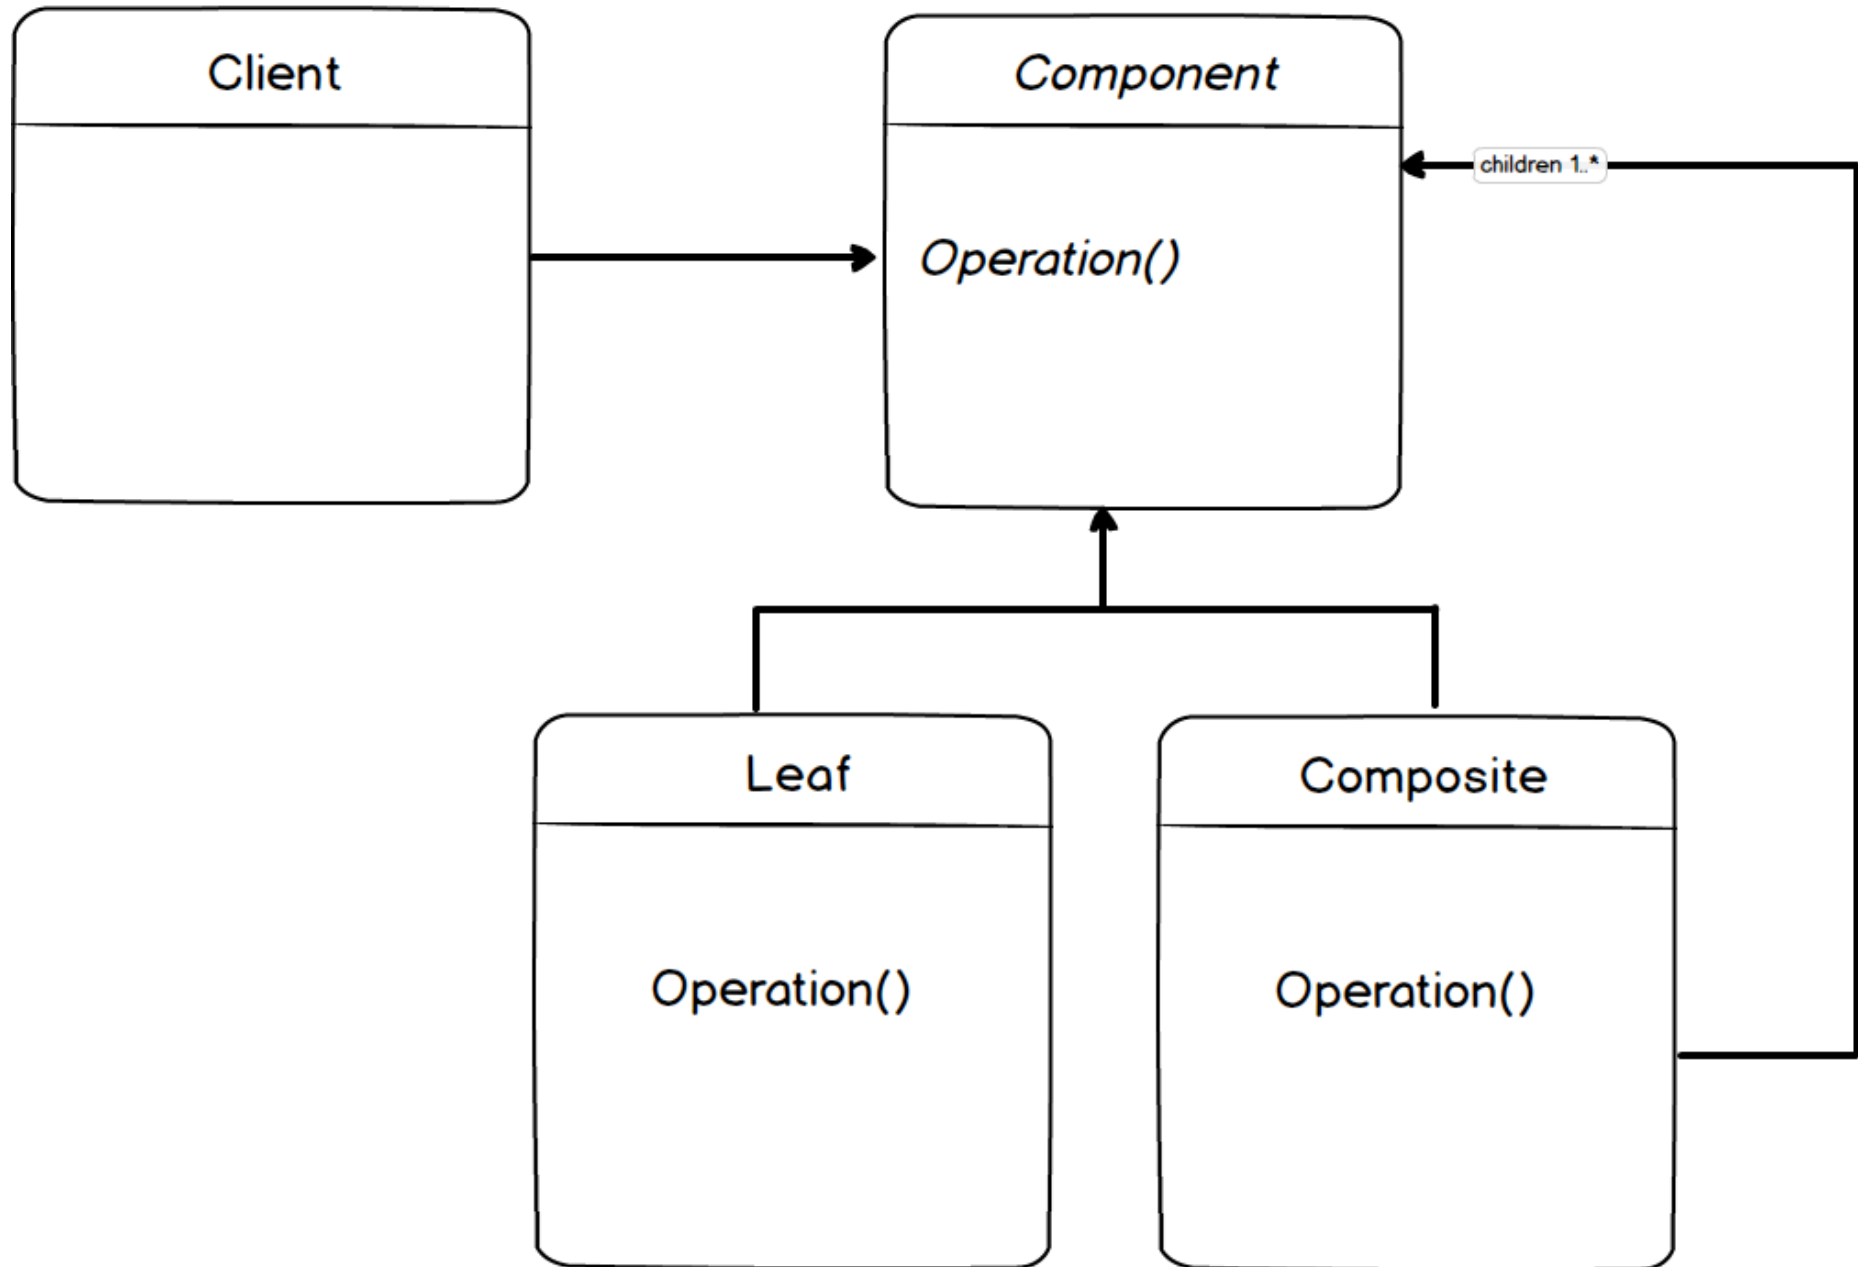 Client
Component
children 1..*
Operation()
Leaf
Composite
Operation()
Operation()